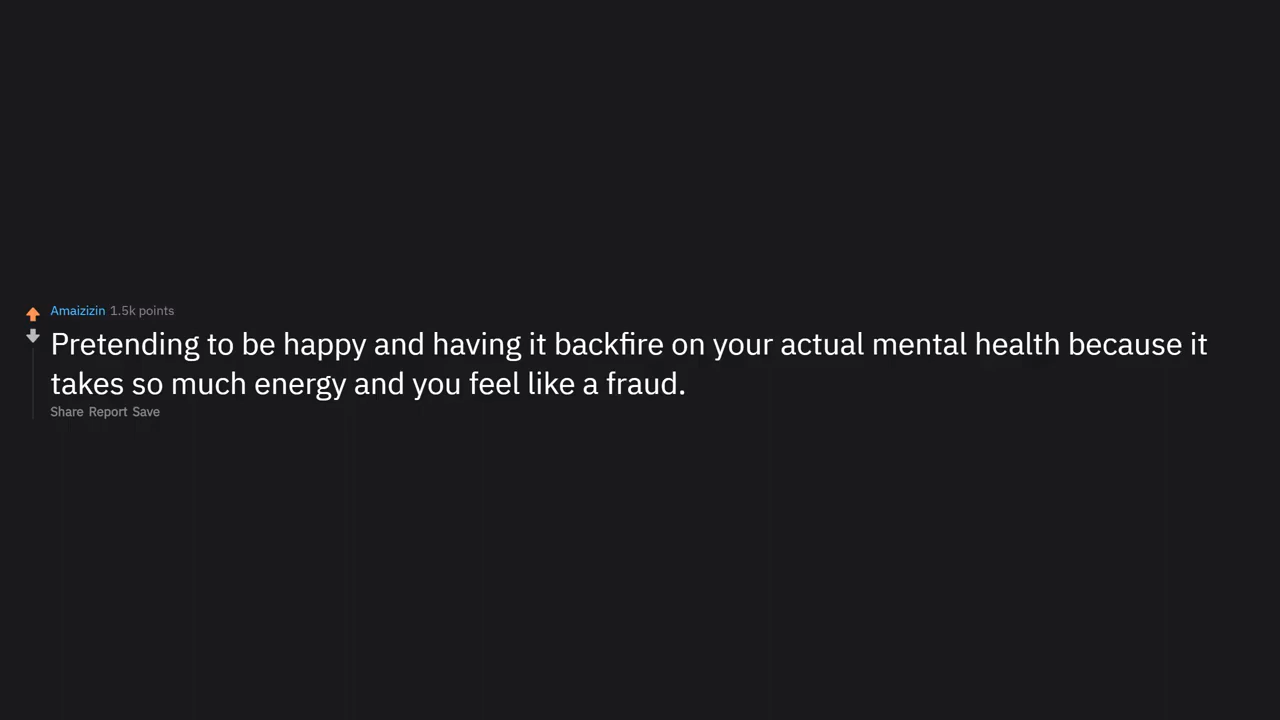 Amaizizin 1.5k points
Pretending to be happy and having it backfire on your actual mental health because it
takes so much energy and you feel like a fraud.
Share Report Save